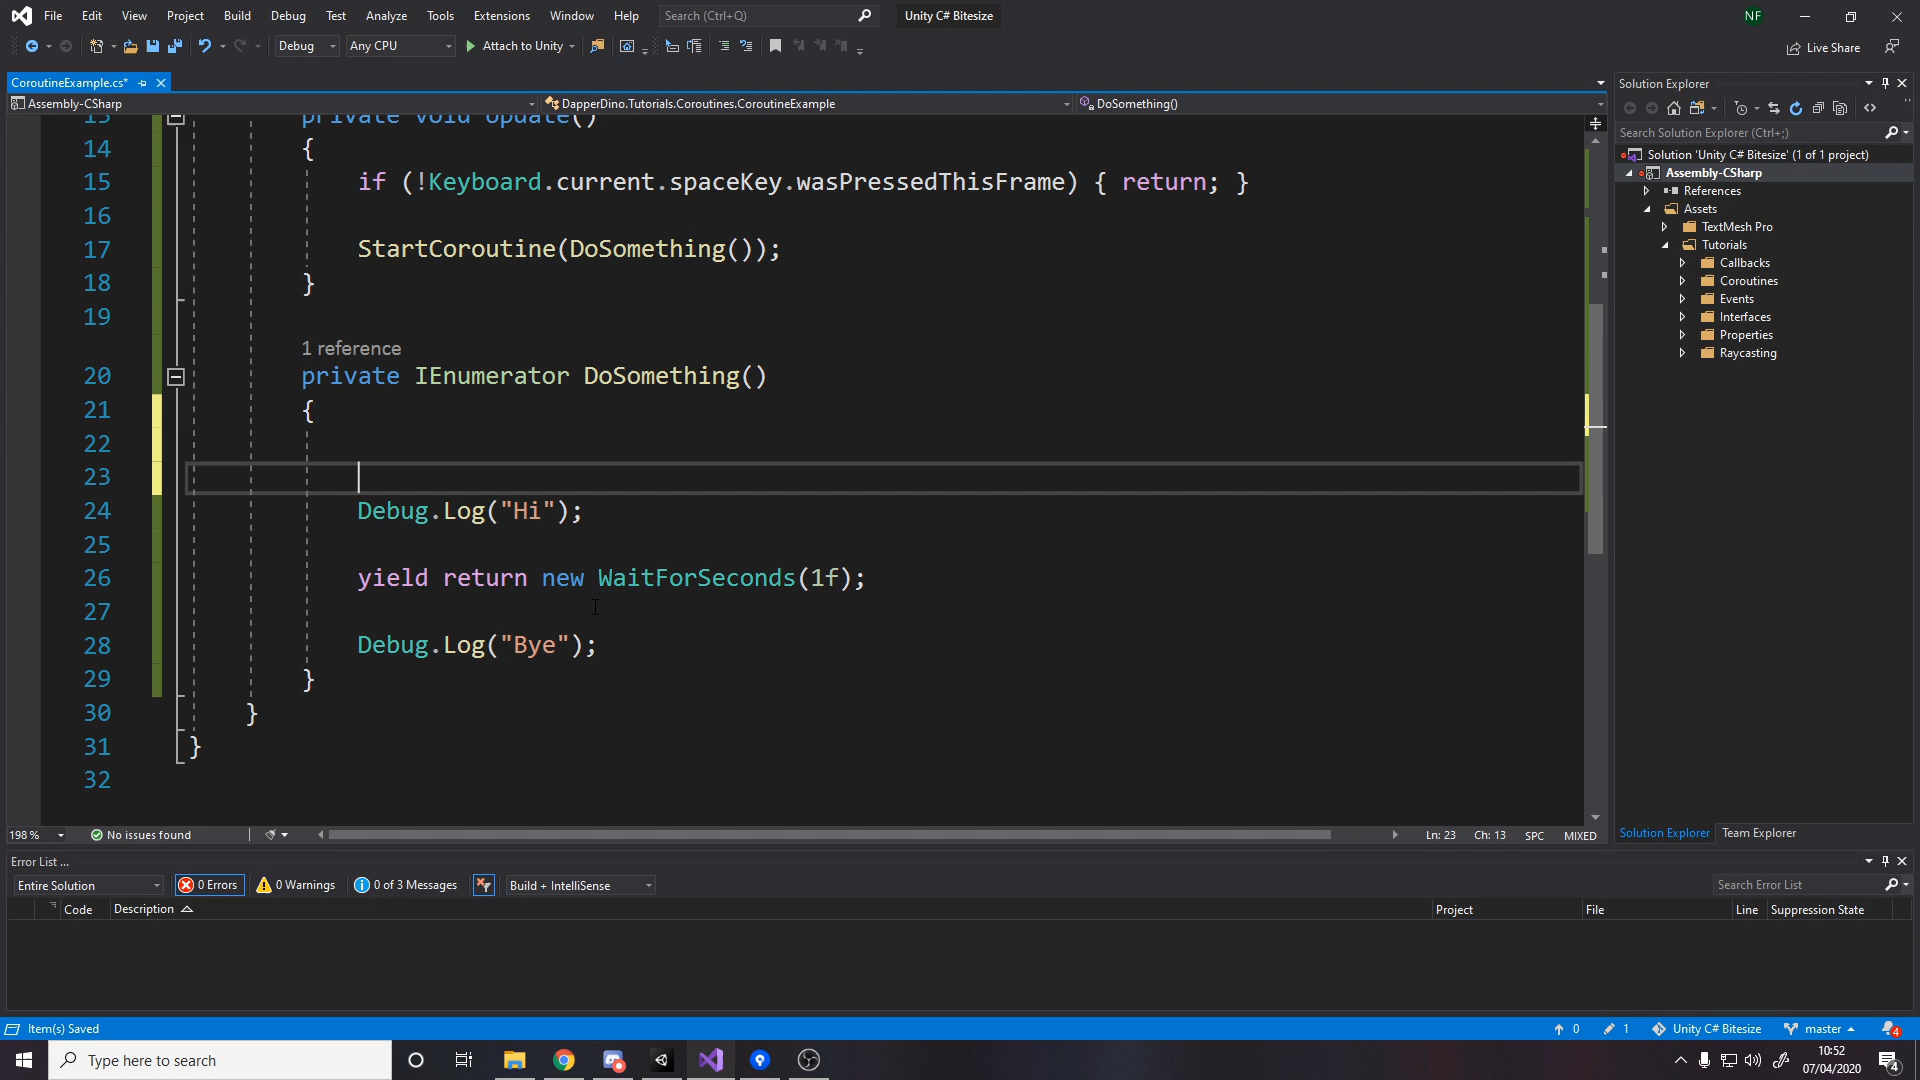 File Edit View Project Build Debug Test Analyze Tools Extensions Window Help Search (Ctrl+Q) Unity C# Bitesize NF
Debug Any CPU Attach to Unity Live Share
CoroutineExample.cs*
Assembly-CSharp DapperDino.Tutorials.Coroutines.CoroutineExample DoSomething()
13 private void Update()
14 {
15 if (!Keyboard.current.spaceKey.wasPressedThisFrame) { return; }
16
17 StartCoroutine(DoSomething());
18 }
19
1 reference
20 private IEnumerator DoSomething()
21 {
22
23
24 Debug.Log("Hi");
25
26 yield return new WaitForSeconds(1f);
27
28 Debug.Log("Bye");
29 }
30 }
31 }
32
198 % No issues found Ln: 23 Ch: 13 SPC MIXED
Solution Explorer
Search Solution Explorer (Ctrl+;)
Solution 'Unity C# Bitesize' (1 of 1 project)
Assembly-CSharp
References
Assets
TextMesh Pro
Tutorials
Callbacks
Coroutines
Events
Interfaces
Properties
Raycasting
Solution Explorer Team Explorer
Error List ...
Entire Solution 0 Errors 0 Warnings 0 of 3 Messages Build + IntelliSense Search Error List
Code Description Project File Line Suppression State
Item(s) Saved 0 1 Unity C# Bitesize master 4
Type here to search 10:52
07/04/2020 4